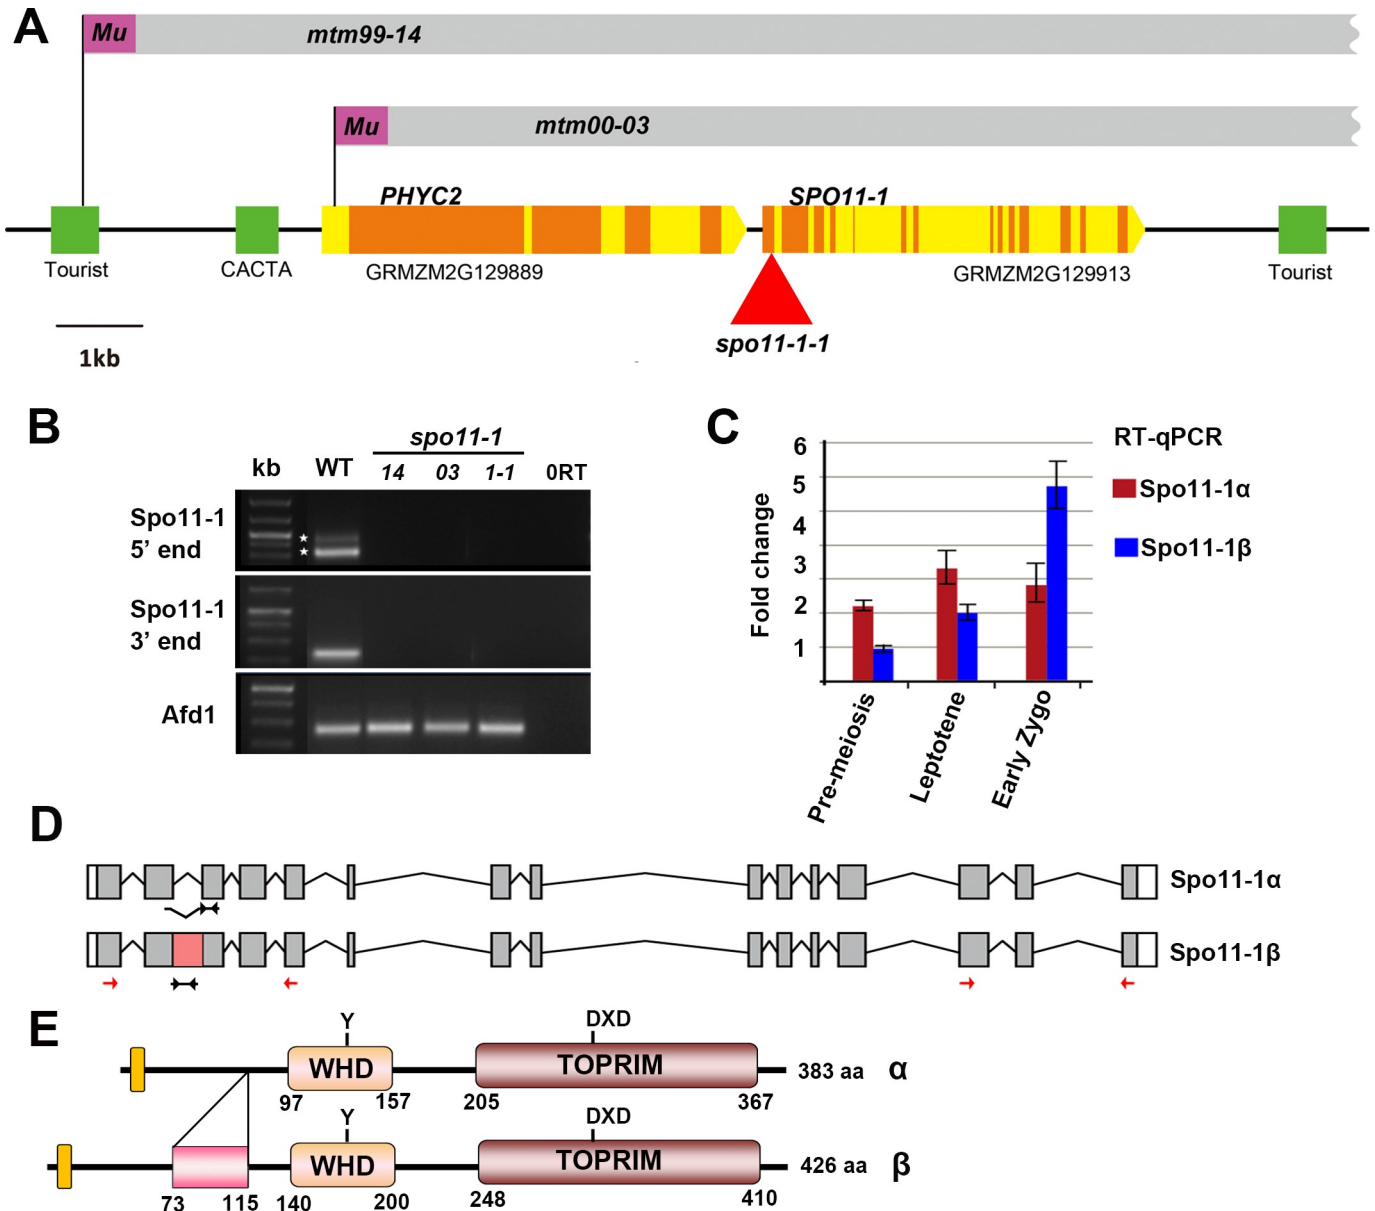 A
Mu mtm99-14
Mu mtm00-03
PHYC2 SPO11-1
Tourist CACTA GRMZM2G129889 GRMZM2G129913 Tourist
1kb
spo11-1-1
B
spo11-1
kb WT 14 03 1-1 0RT
Spo11-1
5’ end
Spo11-1
3’ end
Afd1
C
RT-qPCR
Spo11-1α
Spo11-1β
Fold change
6
5
4
3
2
1
Pre-meiosis Leptotene Early Zygo
D
Spo11-1α
Spo11-1β
E
Y DXD
WHD TOPRIM 383 aa α
97 157 205 367
Y DXD
WHD TOPRIM 426 aa β
73 115 140 200 248 410